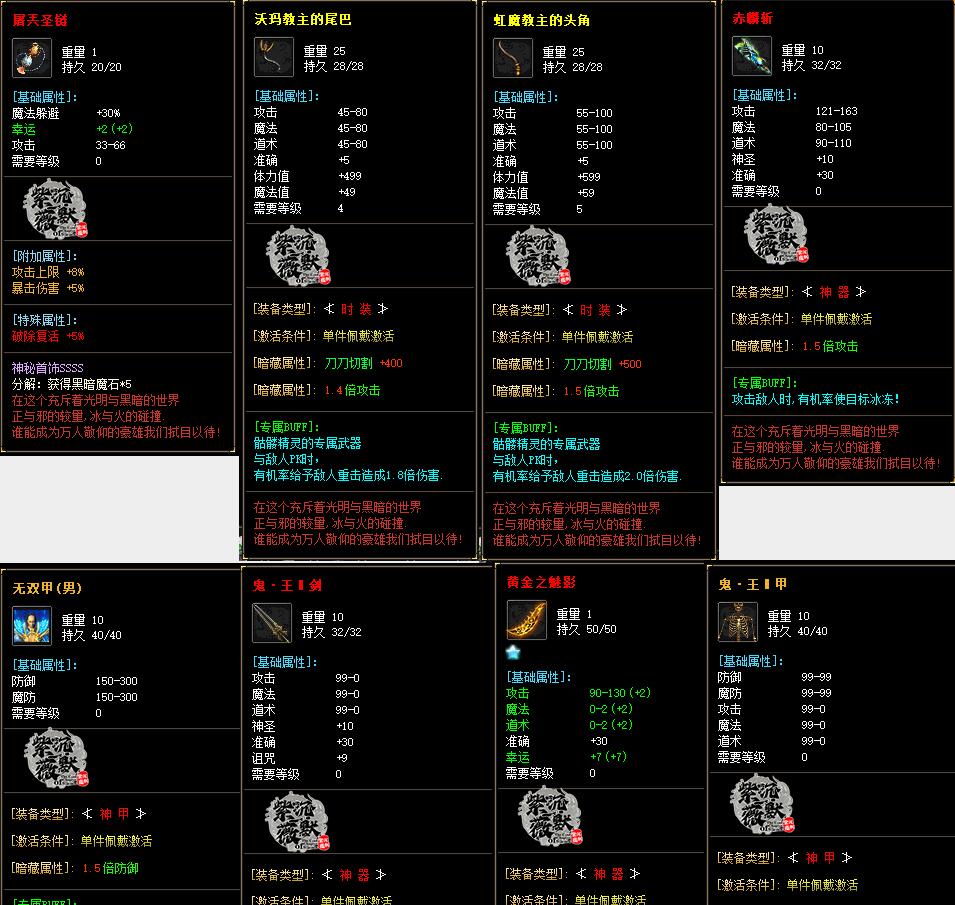 屠天圣链
重量 1
持久 20/20
[基础属性]:
魔法躲避 +30%
幸运 +2(+2)
攻击 33-66
需要等级 0
[附加属性]:
攻击上限 +8%
暴击伤害 +5%
[特殊属性]:
破除复活 +5%
神秘首饰SSSS
分解: 获得黑暗魔石*5
在这个充斥着光明与黑暗的世界
正与邪的较量,冰与火的碰撞.
谁能成为万人敬仰的豪雄我们拭目以待!
沃玛教主的尾巴
重量 25
持久 28/28
[基础属性]:
攻击 45-80
魔法 45-80
道术 45-80
准确 +5
体力值 +499
魔法值 +49
需要等级 4
[装备类型]: < 时 装 >
[激活条件]: 单件佩戴激活
[暗藏属性]: 刀刀切割 +400
[暗藏属性]: 1.4倍攻击
[专属BUFF]:
骷髅精灵的专属武器
与敌人PK时,
有机率给予敌人重击造成1.8倍伤害.
在这个充斥着光明与黑暗的世界
正与邪的较量,冰与火的碰撞.
谁能成为万人敬仰的豪雄我们拭目以待!
虹魔教主的头角
重量 25
持久 28/28
[基础属性]:
攻击 55-100
魔法 55-100
道术 55-100
准确 +5
体力值 +599
魔法值 +59
需要等级 5
[装备类型]: < 时 装 >
[激活条件]: 单件佩戴激活
[暗藏属性]: 刀刀切割 +500
[暗藏属性]: 1.5倍攻击
[专属BUFF]:
骷髅精灵的专属武器
与敌人PK时,
有机率给予敌人重击造成2.0倍伤害.
在这个充斥着光明与黑暗的世界
正与邪的较量,冰与火的碰撞.
谁能成为万人敬仰的豪雄我们拭目以待!
赤麟斩
重量 10
持久 32/32
[基础属性]:
攻击 121-163
魔法 80-105
道术 90-110
神圣 +10
准确 +30
需要等级 0
[装备类型]: < 神 器 >
[激活条件]: 单件佩戴激活
[暗藏属性]: 1.5倍攻击
[专属BUFF]:
攻击敌人时,有机率使目标冰冻!
在这个充斥着光明与黑暗的世界
正与邪的较量,冰与火的碰撞.
谁能成为万人敬仰的豪雄我们拭目以待!
无双甲(男)
重量 10
持久 40/40
[基础属性]:
防御 150-300
魔防 150-300
需要等级 0
[装备类型]: < 神 甲 >
[激活条件]: 单件佩戴激活
[暗藏属性]: 1.5倍防御
[专属BUFF]:
鬼·王 剑
重量 10
持久 32/32
[基础属性]:
攻击 99-0
魔法 99-0
道术 99-0
神圣 +10
准确 +30
诅咒 +9
需要等级 0
[装备类型]: < 神 器 >
[激活条件]: 单件佩戴激活
黄金之魅影
重量 1
持久 50/50
[基础属性]:
攻击 90-130(+2)
魔法 0-2(+2)
道术 0-2(+2)
准确 +30
幸运 +7(+7)
需要等级 0
[装备类型]: < 神 器 >
[激活条件]: 单件佩戴激活
鬼·王 甲
重量 10
持久 40/40
[基础属性]:
防御 99-99
魔防 99-99
攻击 99-0
魔法 99-0
道术 99-0
需要等级 0
[装备类型]: < 神 甲 >
[激活条件]: 单件佩戴激活